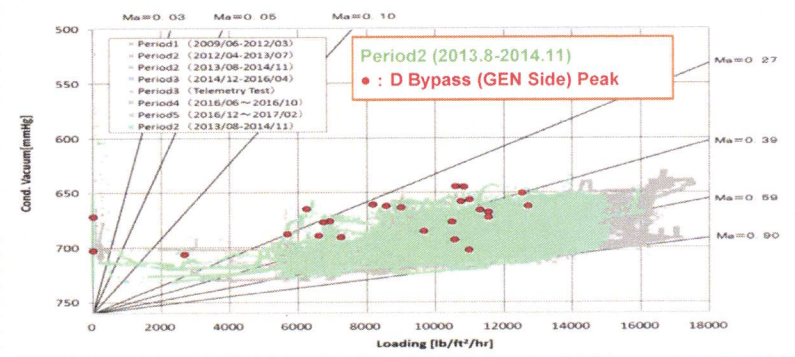 Ma=0.03 Ma=0.05 Ma=0.10
500
550
600
650
700
750
Cond. Vacuum[mmHg]
Period1 (2009/06-2012/03)
Period2 (2012/04-2013/07)
Period2 (2013/08-2014/11)
Period3 (2014/12-2016/04)
Period3 (Telemetry Test)
Period4 (2016/06～2016/10)
Period5 (2016/12～2017/02)
Period2 (2013/08-2014/11)
Period2 (2013.8-2014.11)
● : D Bypass (GEN Side) Peak
Ma=0.27
Ma=0.39
Ma=0.59
Ma=0.90
0 2000 4000 6000 8000 10000 12000 14000 16000 18000
Loading [lb/ft²/hr]